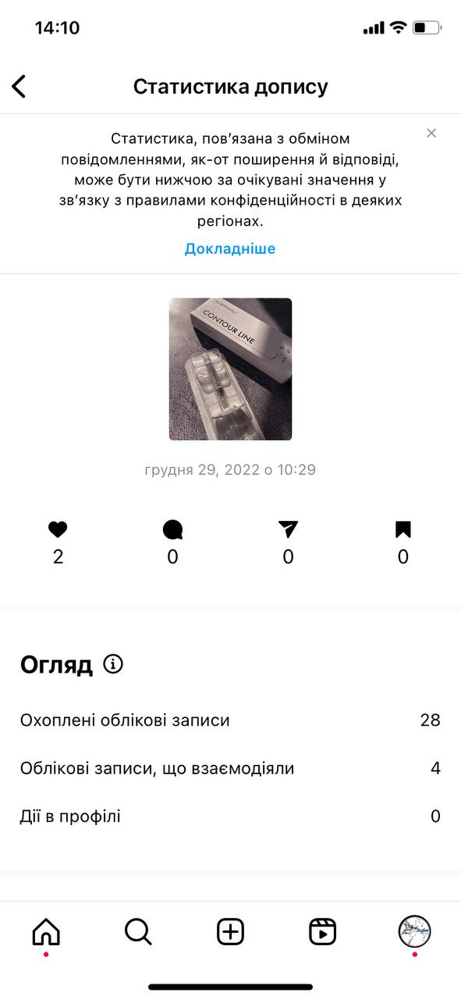 14:10
Статистика допису
Статистика, пов’язана з обміном
повідомленнями, як-от поширення й відповіді,
може бути нижчою за очікувані значення у
зв’язку з правилами конфіденційності в деяких
регіонах.
Докладніше
CONTOUR LINE
грудня 29, 2022 о 10:29
2 0 0 0
Огляд
Охоплені облікові записи 28
Облікові записи, що взаємодіяли 4
Дії в профілі 0